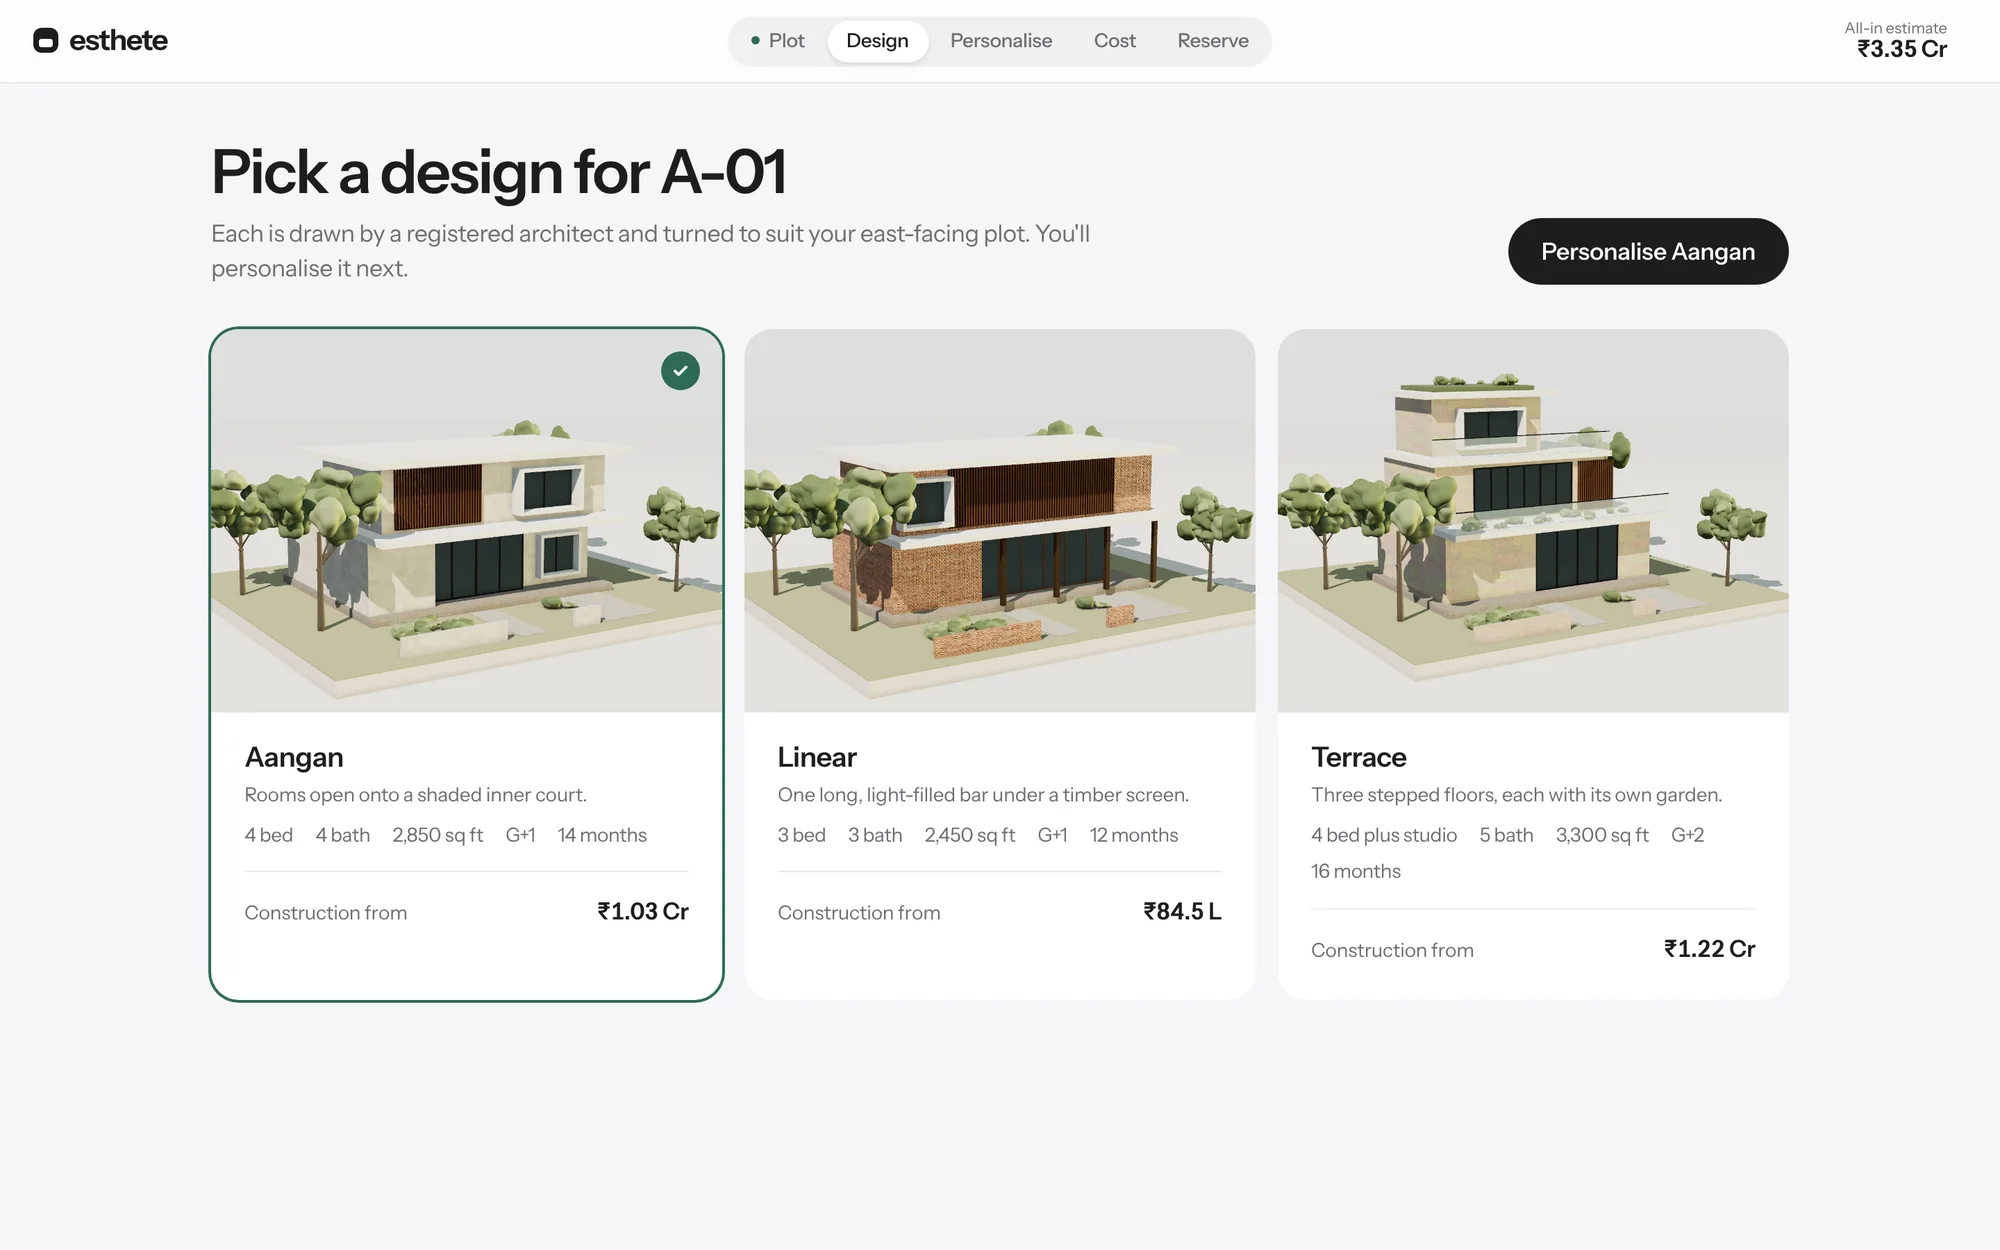 esthete
Plot
Design
Personalise
Cost
Reserve
All-in estimate
₹3.35 Cr
Pick a design for A-01
Each is drawn by a registered architect and turned to suit your east-facing plot. You'll
personalise it next.
Personalise Aangan
Aangan
Rooms open onto a shaded inner court.
4 bed 4 bath 2,850 sq ft G+1 14 months
Construction from ₹1.03 Cr
Linear
One long, light-filled bar under a timber screen.
3 bed 3 bath 2,450 sq ft G+1 12 months
Construction from ₹84.5 L
Terrace
Three stepped floors, each with its own garden.
4 bed plus studio 5 bath 3,300 sq ft G+2
16 months
Construction from ₹1.22 Cr